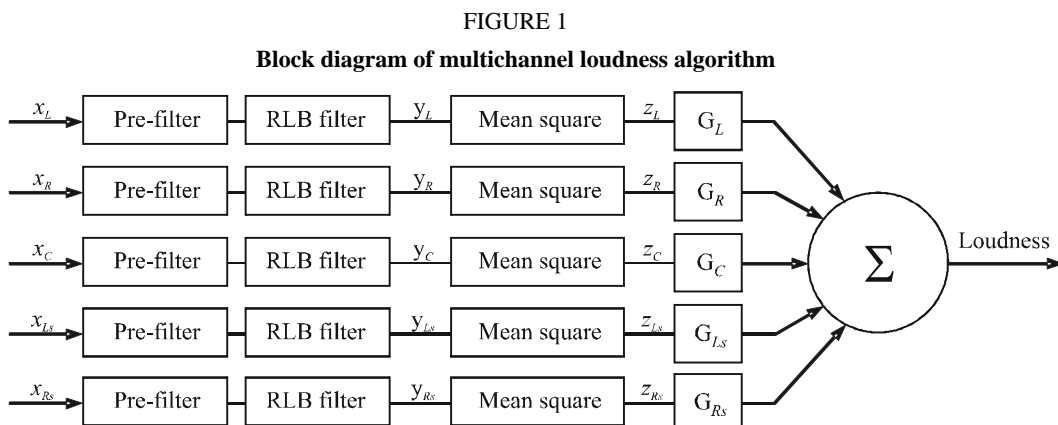 FIGURE 1
Block diagram of multichannel loudness algorithm
x_L Pre-filter RLB filter y_L Mean square z_L G_L
x_R Pre-filter RLB filter y_R Mean square z_R G_R
x_C Pre-filter RLB filter y_C Mean square z_C G_C
Σ
Loudness
x_Ls Pre-filter RLB filter y_Ls Mean square z_Ls G_Ls
x_Rs Pre-filter RLB filter y_Rs Mean square z_Rs G_Rs